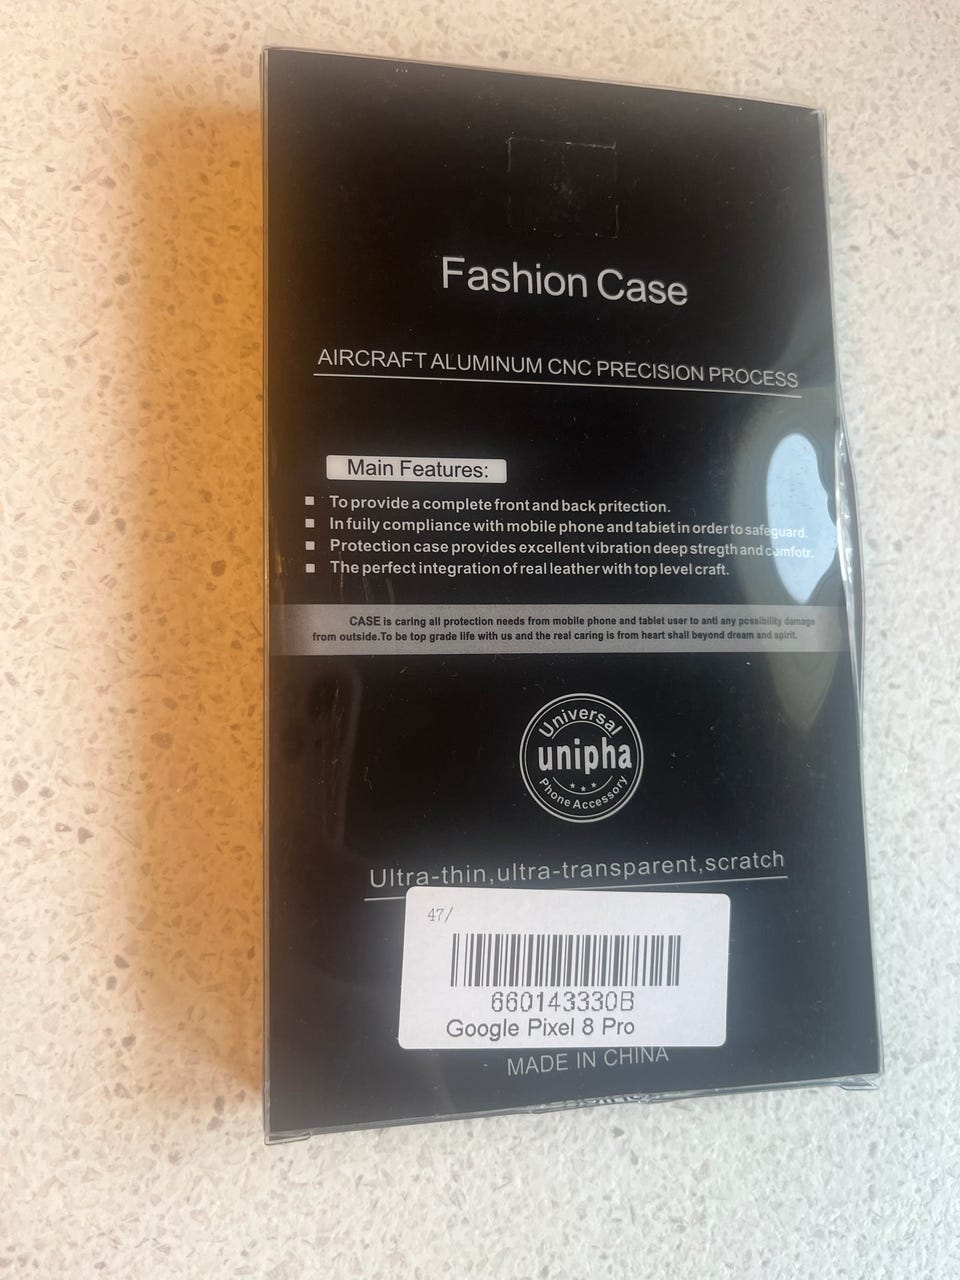 Fashion Case
AIRCRAFT ALUMINUM CNC PRECISION PROCESS
Main Features:
■ To provide a complete front and back pritection.
■ In fully compliance with mobile phone and tabiet in order to safeguard.
■ Protection case provides excellent vibration deep stregth and comfotr.
■ The perfect integration of real leather with top level craft.
CASE is caring all protection needs from mobile phone and tablet user to anti any possibility damage
from outside.To be top grade life with us and the real caring is from heart shall beyond dream and spirit.
Universal
unipha
Phone Accessory
Ultra-thin,ultra-transparent,scratch
47/
660143330B
Google Pixel 8 Pro
MADE IN CHINA